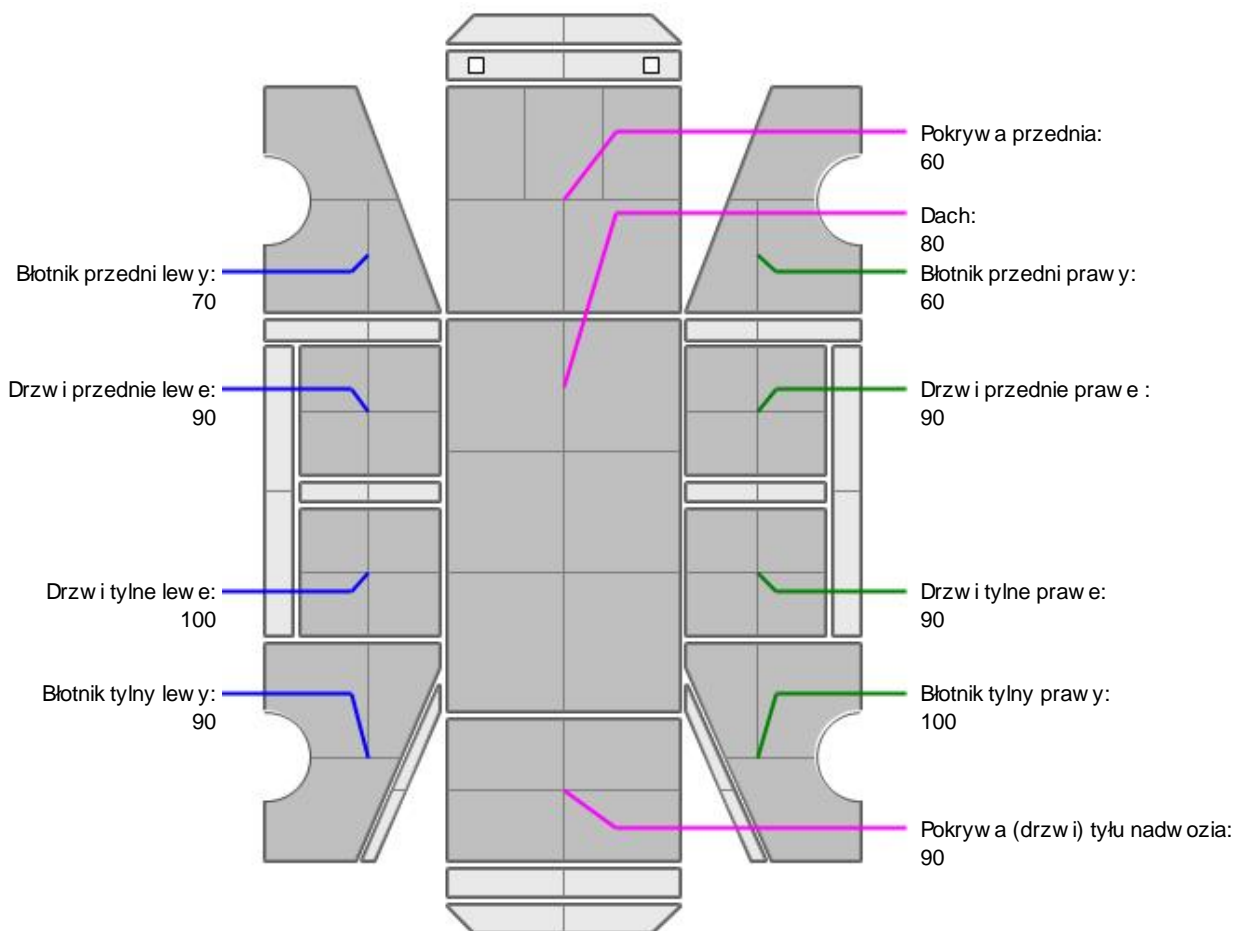 Pokrywa przednia:
60
Dach:
80
Błotnik przedni lewy:
70
Błotnik przedni prawy:
60
Drzwi przednie lewe:
90
Drzwi przednie prawe :
90
Drzwi tylne lewe:
100
Drzwi tylne prawe:
90
Błotnik tylny lewy:
90
Błotnik tylny prawy:
100
Pokrywa (drzwi) tyłu nadwozia:
90